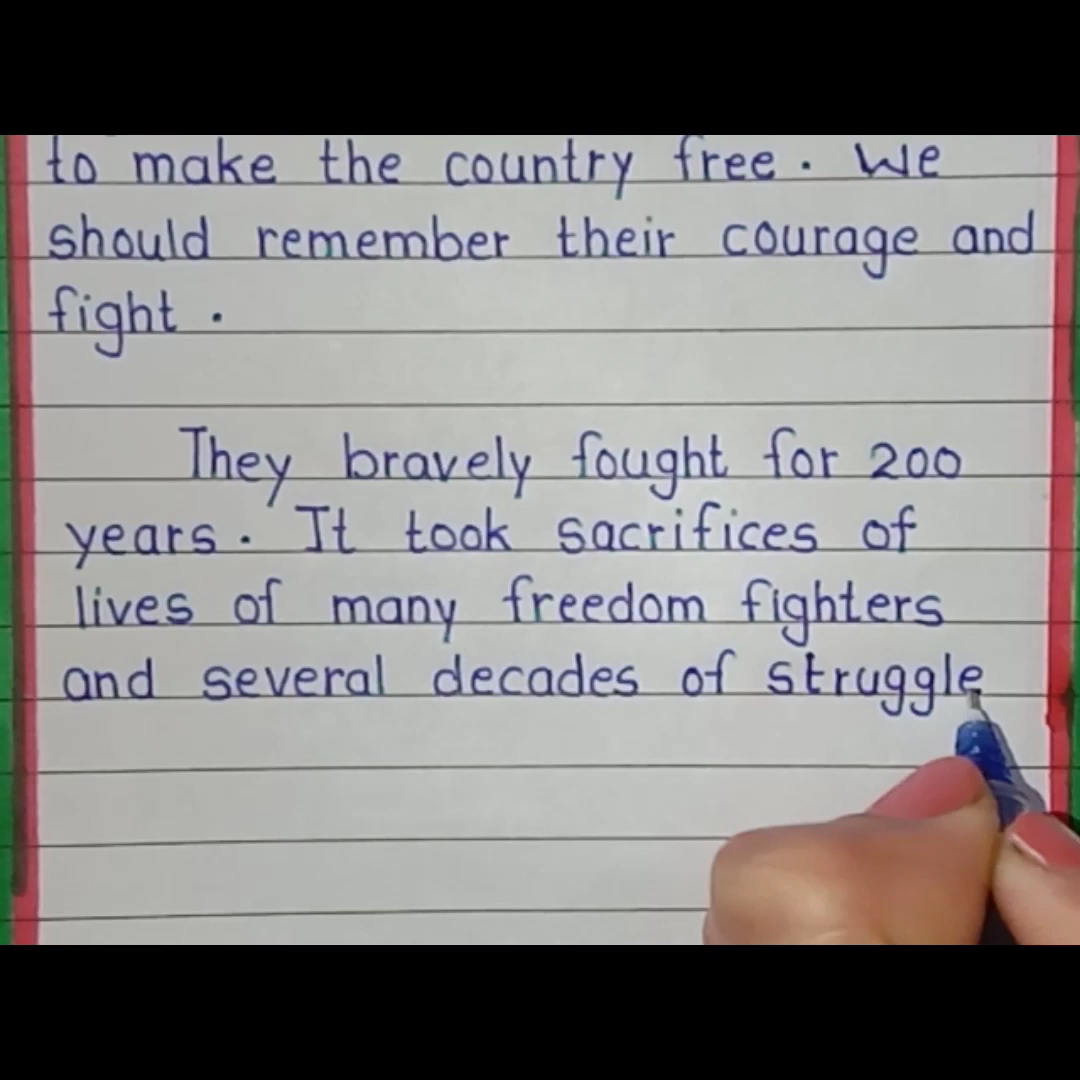 to make the country free. We
should remember their courage and
fight.
They bravely fought for 200
years. It took sacrifices of
lives of many freedom fighters
and several decades of struggle